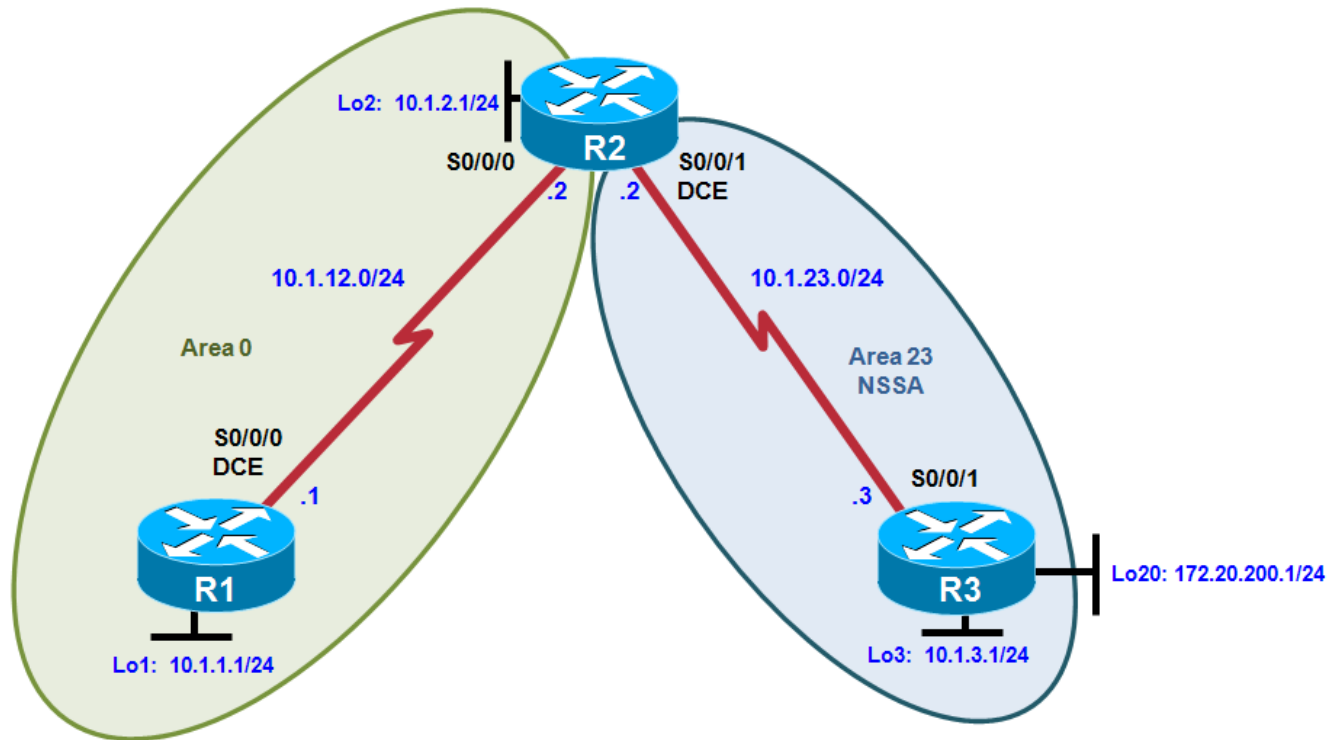 Lo2: 10.1.2.1/24
R2
S0/0/0
S0/0/1
DCE
.2
.2
10.1.12.0/24
10.1.23.0/24
Area 0
Area 23
NSSA
S0/0/0
DCE
.1
S0/0/1
.3
R1
R3
Lo20: 172.20.200.1/24
Lo1: 10.1.1.1/24
Lo3: 10.1.3.1/24